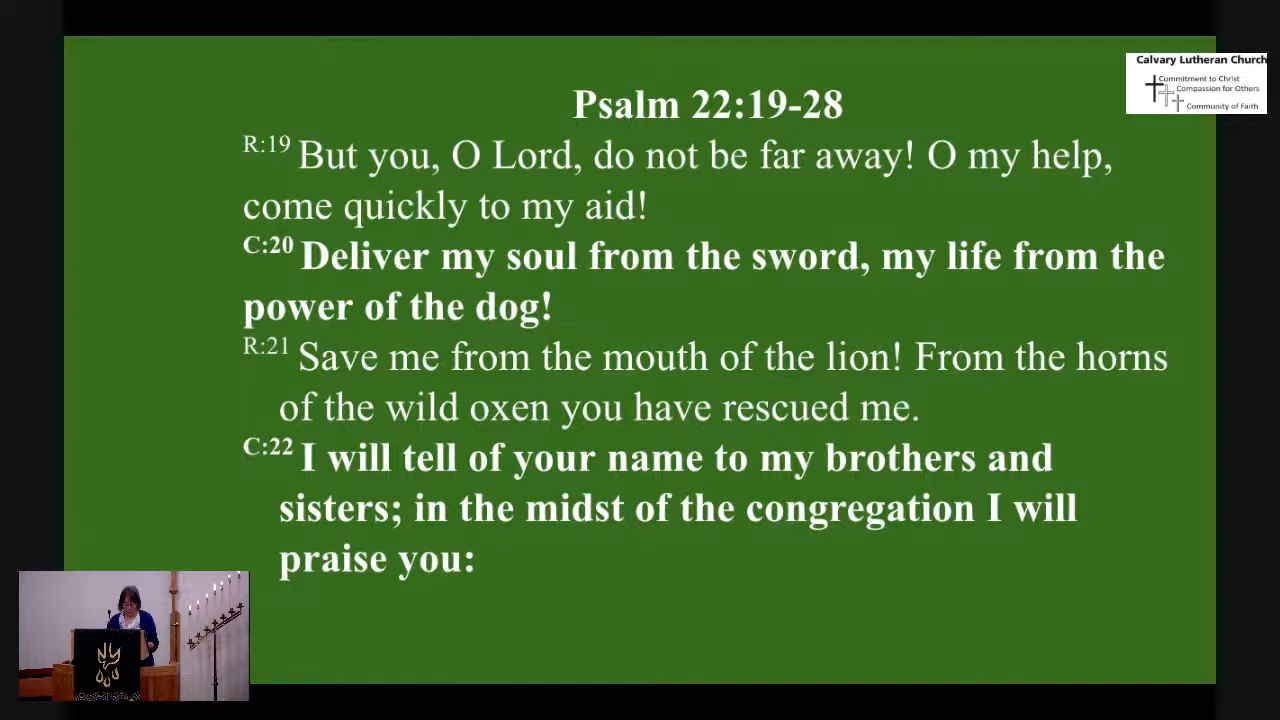 Psalm 22:19-28
R:19 But you, O Lord, do not be far away! O my help,
come quickly to my aid!
C:20 Deliver my soul from the sword, my life from the
power of the dog!
R:21 Save me from the mouth of the lion! From the horns
of the wild oxen you have rescued me.
C:22 I will tell of your name to my brothers and
sisters; in the midst of the congregation I will
praise you:
Calvary Lutheran Church
Commitment to Christ
Compassion for Others
Community of Faith